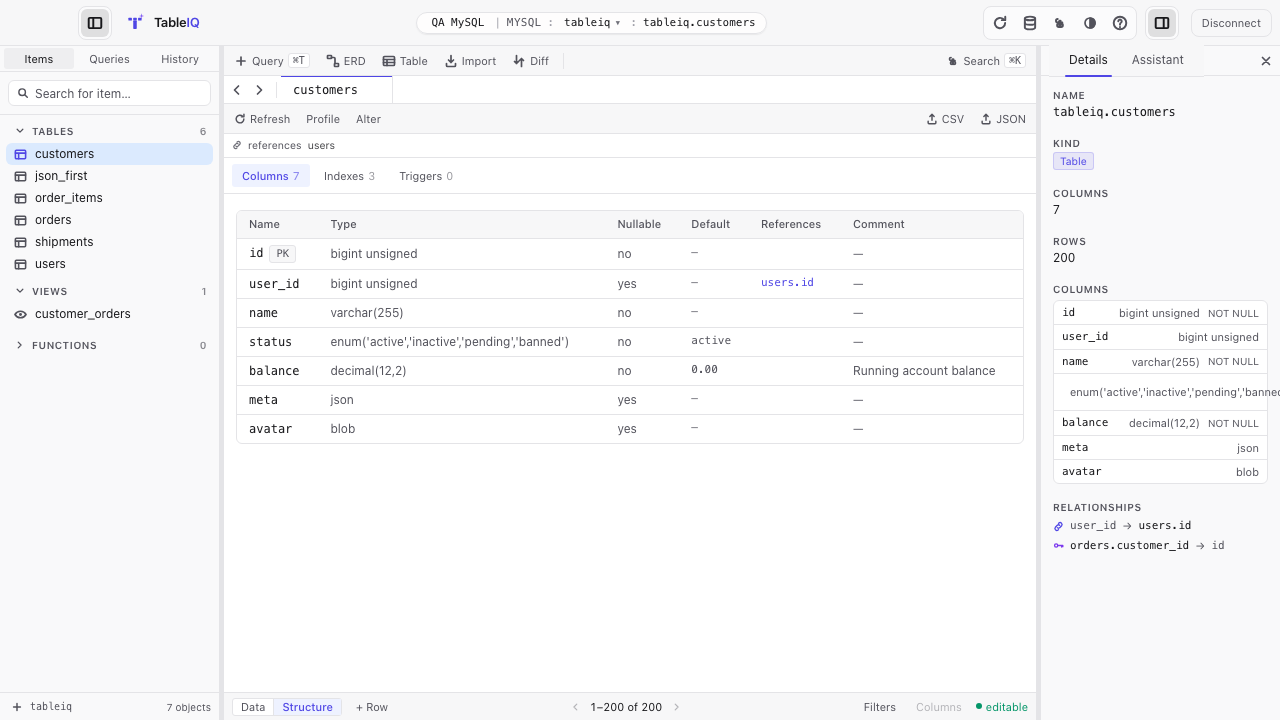 TableIQ
QA MySQL | MYSQL : tableiq ▾ : tableiq.customers
Disconnect
Items Queries History
Search for item...
TABLES 6
customers
json_first
order_items
orders
shipments
users
VIEWS 1
customer_orders
FUNCTIONS 0
tableiq 7 objects
Query ⌘T ERD Table Import Diff Search ⌘K
customers
Refresh Profile Alter CSV JSON
references users
Columns 7 Indexes 3 Triggers 0
Name Type Nullable Default References Comment
id PK bigint unsigned no — —
user_id bigint unsigned yes — users.id —
name varchar(255) no — —
status enum('active','inactive','pending','banned') no active —
balance decimal(12,2) no 0.00 Running account balance
meta json yes — —
avatar blob yes — —
Data Structure + Row 1–200 of 200 Filters Columns editable
Details Assistant
NAME
tableiq.customers
KIND
Table
COLUMNS
7
ROWS
200
COLUMNS
id bigint unsigned NOT NULL
user_id bigint unsigned
name varchar(255) NOT NULL
enum('active','inactive','pending','banned
balance decimal(12,2) NOT NULL
meta json
avatar blob
RELATIONSHIPS
user_id → users.id
orders.customer_id → id